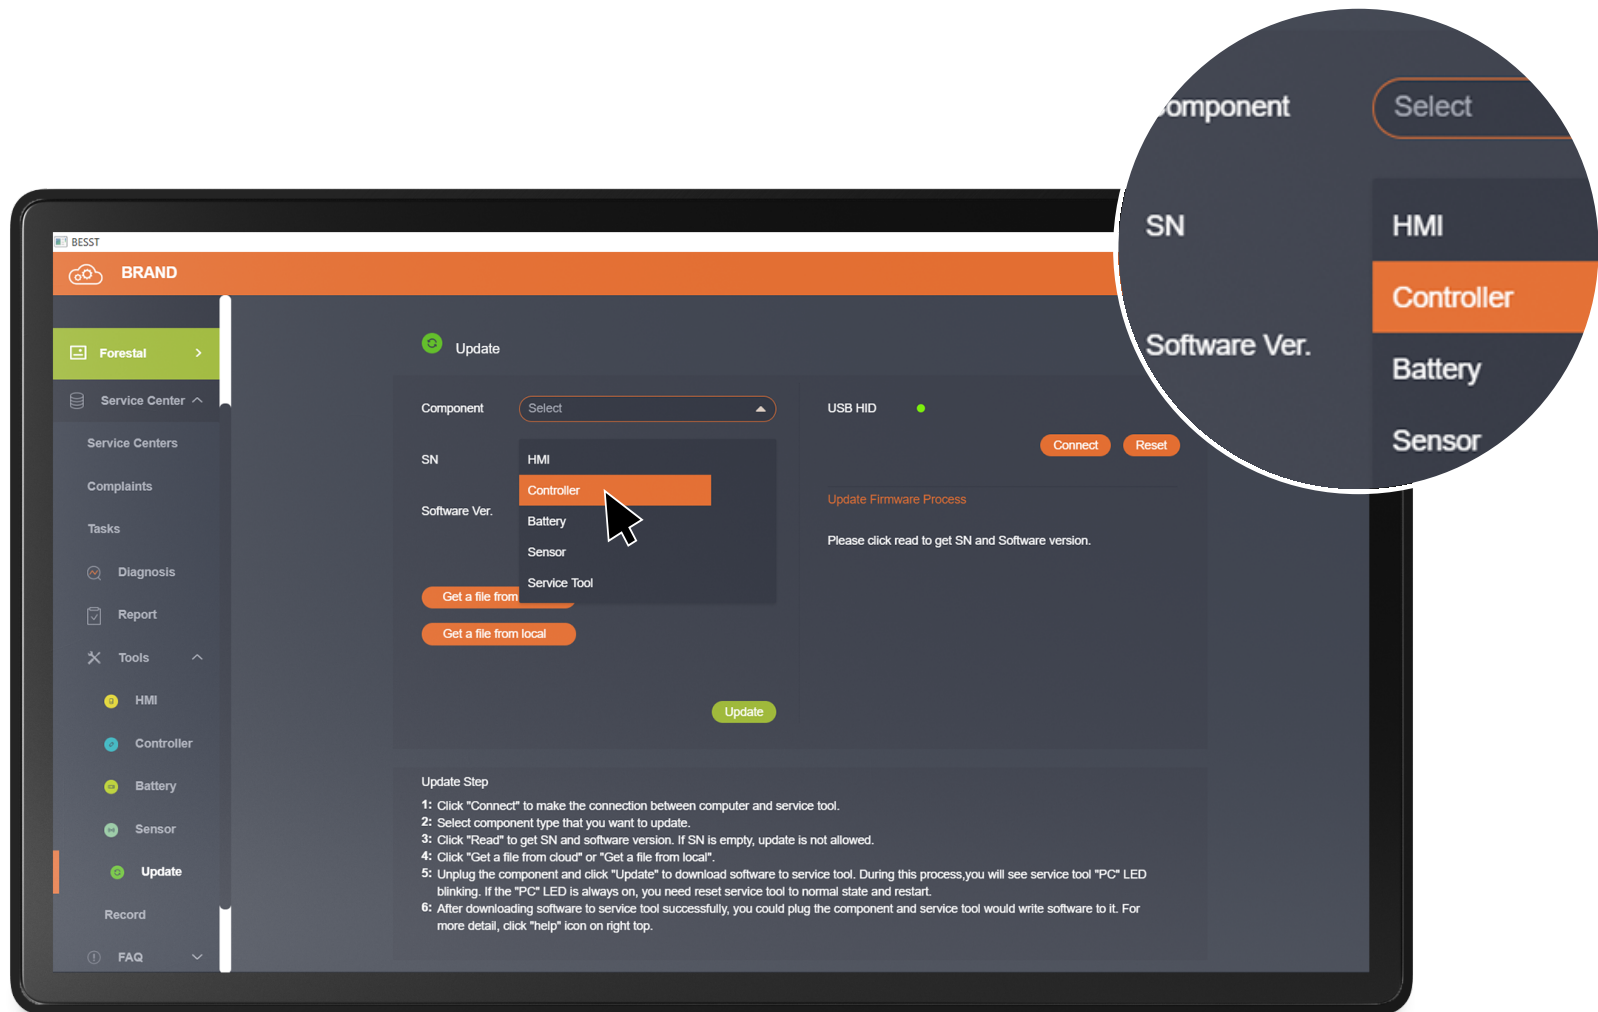 BESST
BRAND
Forestal
Service Center
Service Centers
Complaints
Tasks
Diagnosis
Report
Tools
HMI
Controller
Battery
Sensor
Update
Record
FAQ
Update
Component
Select
SN
HMI
Controller
Software Ver.
Battery
Sensor
Service Tool
Get a file from
Get a file from local
Update
USB HID
Connect
Reset
Update Firmware Process
Please click read to get SN and Software version.
Update Step
1: Click "Connect" to make the connection between computer and service tool.
2: Select component type that you want to update.
3: Click "Read" to get SN and software version. If SN is empty, update is not allowed.
4: Click "Get a file from cloud" or "Get a file from local".
5: Unplug the component and click "Update" to download software to service tool. During this process,you will see service tool "PC" LED
blinking. If the "PC" LED is always on, you need reset service tool to normal state and restart.
6: After downloading software to service tool successfully, you could plug the component and service tool would write software to it. For
more detail, click "help" icon on right top.
omponent
Select
SN
HMI
Controller
Software Ver.
Battery
Sensor